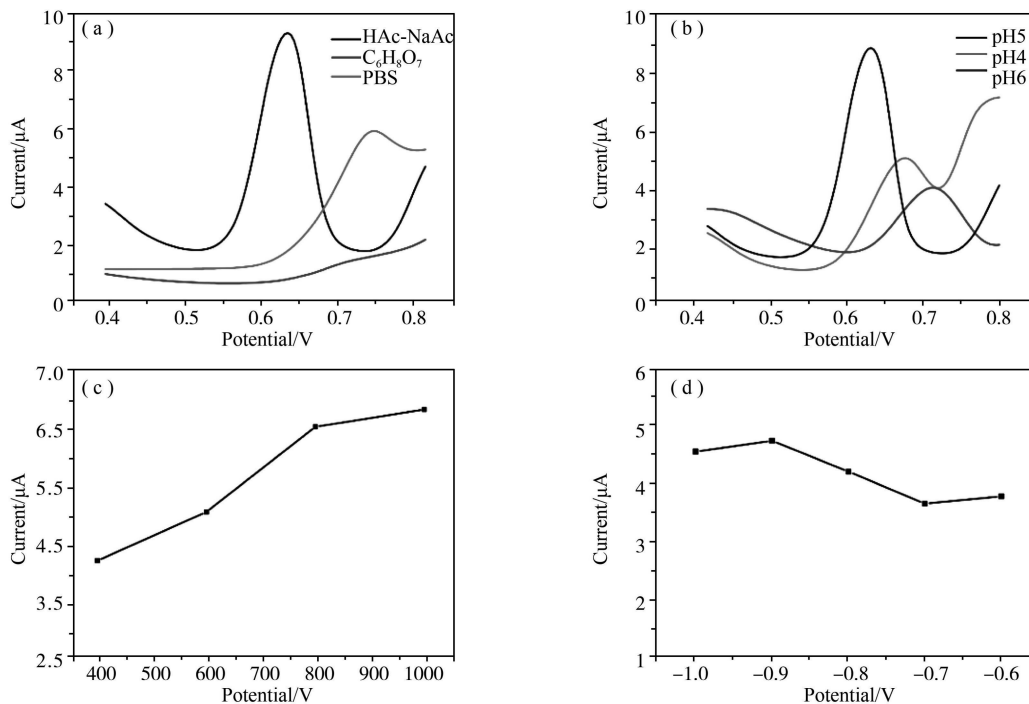 ( a )
HAc-NaAc
C₆H₈O₇
PBS
10
8
6
4
2
0
Current/μA
0.4 0.5 0.6 0.7 0.8
Potential/V
( b )
pH5
pH4
pH6
10
8
6
4
2
0
Current/μA
0.4 0.5 0.6 0.7 0.8
Potential/V
( c )
7.0
6.5
5.5
4.5
3.5
2.5
Current/μA
400 500 600 700 800 900 1000
Potential/V
( d )
6
5
4
3
2
1
Current/μA
−1.0 −0.9 −0.8 −0.7 −0.6
Potential/V